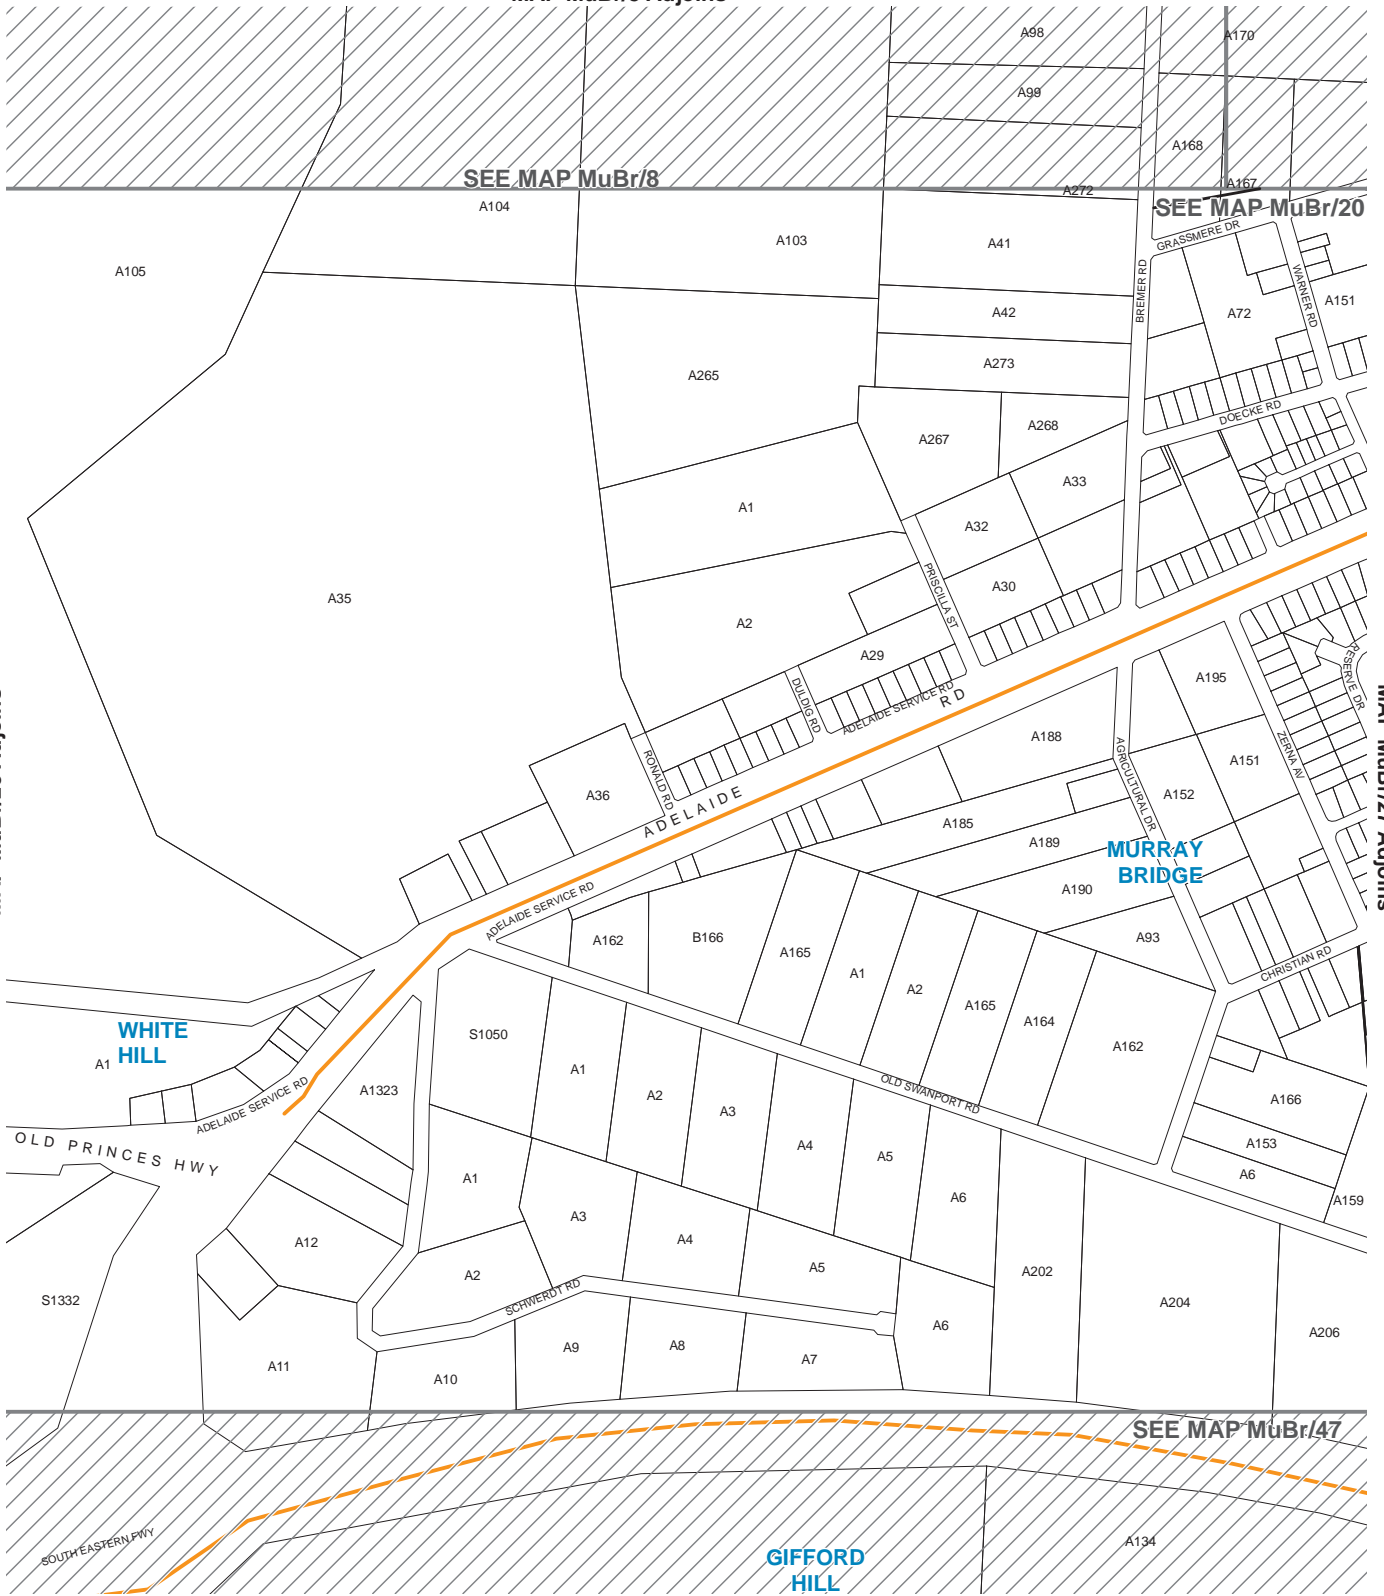 A98
A170
A99
A168
SEE MAP MuBr/8
A272
A167
A104
SEE MAP MuBr/20
GRASSMERE DR
A103
A41
A105
BREMER RD
WARNER RD
A42
A72
A151
A273
A265
DOECKE RD
A267
A268
A33
A1
A32
A35
PRISCILLA ST
A30
A2
A29
RESERVE DR
A195
DULDIG RD
ADELAIDE SERVICE RD
RD
A188
AGRICULTURAL DR
ZERNA AV
A151
RONALD RD
A36
A152
ADELAIDE
A185
A189
MURRAY
BRIDGE
A190
ADELAIDE SERVICE RD
A162
B166
A165
A93
A1
CHRISTIAN RD
A2
A165
A164
WHITE
HILL
A1
S1050
A162
A1
OLD SWANPORT RD
A1323
A2
A3
A166
ADELAIDE SERVICE RD
OLD PRINCES HWY
A4
A5
A153
A1
A6
A6
A159
A3
A12
A4
A2
A5
A202
SCHWERDT RD
S1332
A204
A6
A206
A9
A8
A7
A11
A10
SEE MAP MuBr/47
SOUTH EASTERN FWY
A134
GIFFORD
HILL